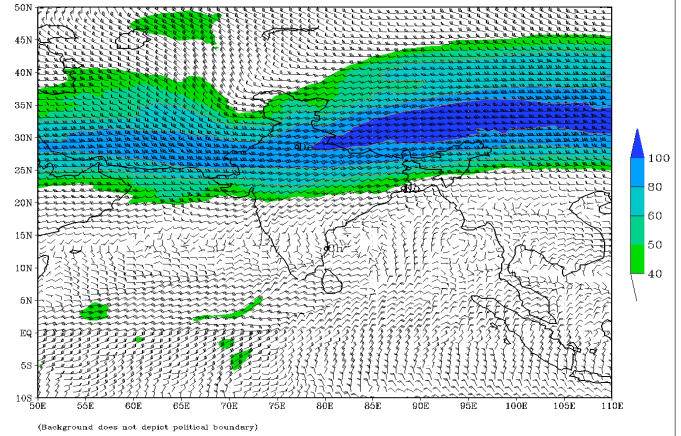 50N
45N
40N
35N
30N
25N
20N
15N
10N
5N
EQ
5S
10S
50E 55E 60E 65E 70E 75E 80E 85E 90E 95E 100E 105E 110E
100
80
60
50
40
(Background does not depict political boundary)